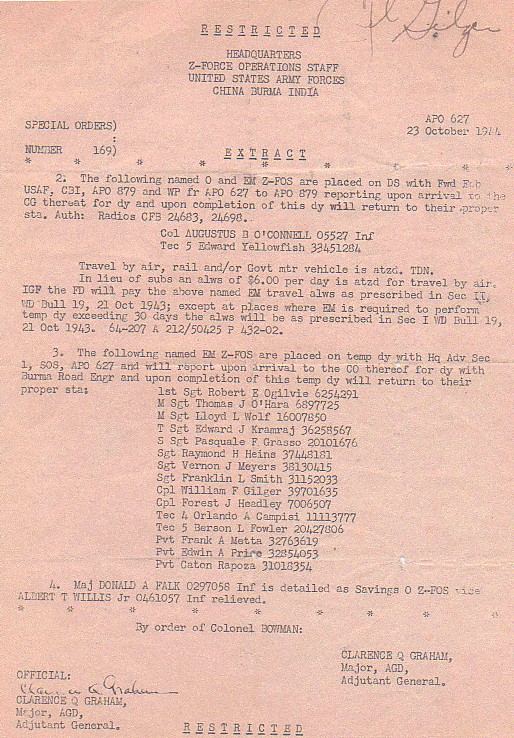 R E S T R I C T E D
Gilger
HEADQUARTERS
Z-FORCE OPERATIONS STAFF
UNITED STATES ARMY FORCES
CHINA BURMA INDIA
APO 627
23 October 1944
SPECIAL ORDERS)
:
NUMBER 169)
E X T R A C T
* * * * * * * * * * *
2. The following named O and EM Z-FOS are placed on DS with Fwd Ech
USAF, CBI, APO 879 and WP fr APO 627 to APO 879 reporting upon arrival to the
CG thereat for dy and upon completion of this dy will return to their proper
sta. Auth: Radios CFB 24683, 24698.
Col AUGUSTUS B O'CONNELL 05527 Inf
Tec 5 Edward Yellowfish 38451284
Travel by air, rail and/or Govt mtr vehicle is atzd. TDN.
In lieu of subs an alws of $6.00 per day is atzd for travel by air.
IGF the FD will pay the above named EM travel alws as prescribed in Sec II,
WD Bull 19, 21 Oct 1943; except at places where EM is required to perform
temp dy exceeding 30 days the alws will be as prescribed in Sec I WD Bull 19,
21 Oct 1943. 64-207 A 212/50425 P 432-02.
3. The following named EM Z-FOS are placed on temp dy with Hq Adv Sec
1, SOS, APO 627 and will report upon arrival to the CO thereof for dy with
Burma Road Engr and upon completion of this temp dy will return to their
proper sta:
1st Sgt Robert E Ogilvie 6254291
M Sgt Thomas J O'Hara 6897725
M Sgt Lloyd L Wolf 16007850
T Sgt Edward J Kramraj 36258567
S Sgt Pasquale F Grasso 20101676
Sgt Raymond H Heins 37448181
Sgt Vernon J Meyers 38130415
Sgt Franklin L Smith 31152033
Cpl William F Gilger 39701635
Cpl Forest J Headley 7006507
Tec 4 Orlando A Campisi 11113777
Tec 5 Berson L Fowler 20427806
Pvt Frank A Metta 32763619
Pvt Edwin A Price 32854053
Pvt Caton Rapoza 31018354
4. Maj DONALD A FALK 0297058 Inf is detailed as Savings O Z-FOS vice
ALBERT T WILLIS Jr 0461057 Inf relieved.
* * * * * * * * * * *
By order of Colonel BOWMAN:
CLARENCE Q GRAHAM,
Major, AGD,
Adjutant General.
OFFICIAL:
Clarence Q Graham
CLARENCE Q GRAHAM,
Major, AGD,
Adjutant General.
R E S T R I C T E D